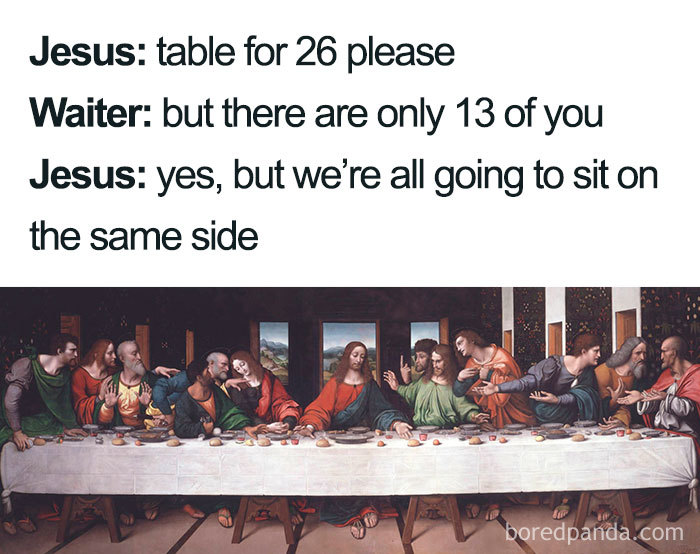 Jesus: table for 26 please
Waiter: but there are only 13 of you
Jesus: yes, but we’re all going to sit on
the same side
boredpanda.com